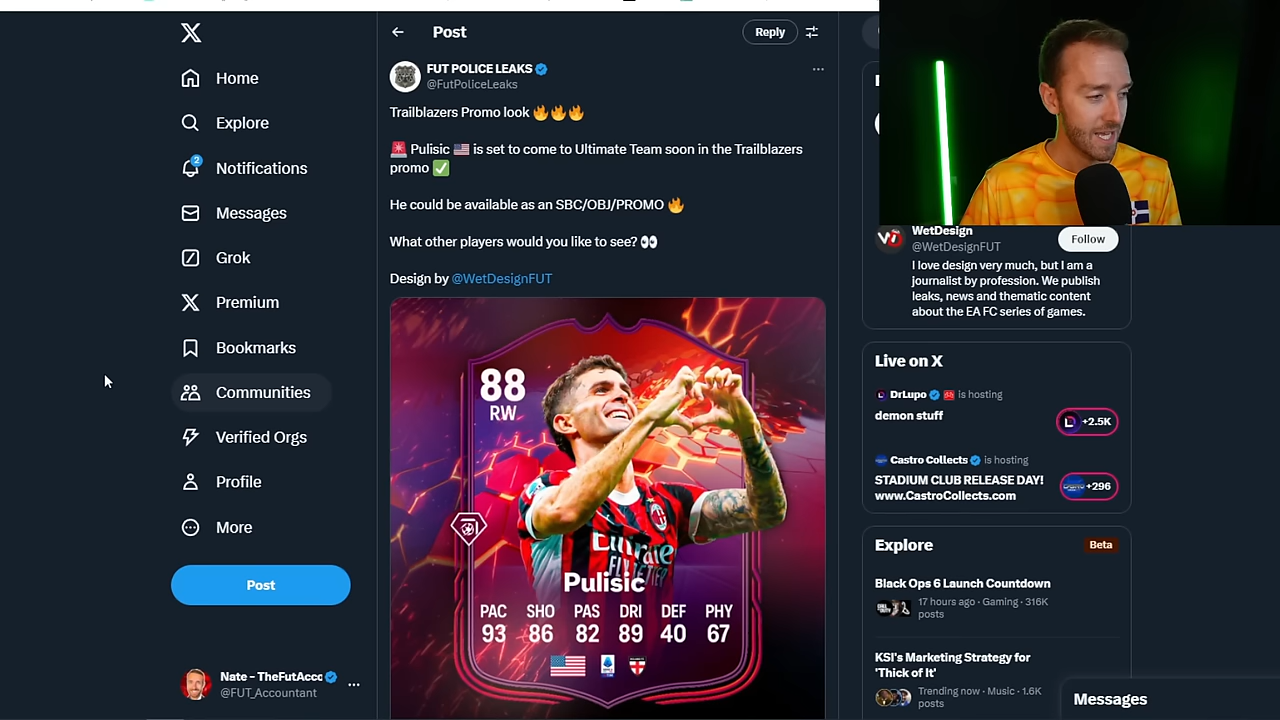 Post
Reply
FUT POLICE LEAKS
@FutPoliceLeaks
Trailblazers Promo look 🔥🔥🔥
🚨 Pulisic 🇺🇸 is set to come to Ultimate Team soon in the Trailblazers
promo ✅
He could be available as an SBC/OBJ/PROMO 🔥
What other players would you like to see? 👀
Design by @WetDesignFUT
88
RW
Emirates
FLY BETTER
Pulisic
PAC SHO PAS DRI DEF PHY
93 86 82 89 40 67
Home
Explore
2
Notifications
Messages
Grok
Premium
Bookmarks
Communities
Verified Orgs
Profile
More
Post
Nate - TheFutAcc
@FUT_Accountant
WetDesign
@WetDesignFUT
Follow
I love design very much, but I am a
journalist by profession. We publish
leaks, news and thematic content
about the EA FC series of games.
Live on X
DrLupo is hosting
demon stuff
+2.5K
Castro Collects is hosting
STADIUM CLUB RELEASE DAY!
www.CastroCollects.com
+296
Explore
Beta
Black Ops 6 Launch Countdown
17 hours ago · Gaming · 316K
posts
KSI's Marketing Strategy for
'Thick of It'
Trending now · Music · 1.6K
posts
Messages